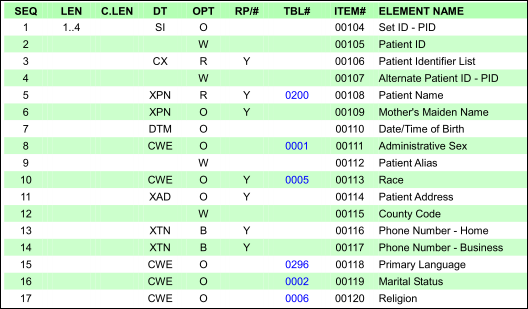 SEQ LEN C.LEN DT OPT RP/# TBL# ITEM# ELEMENT NAME
1 1..4 SI O 00104 Set ID - PID
2 W 00105 Patient ID
3 CX R Y 00106 Patient Identifier List
4 W 00107 Alternate Patient ID - PID
5 XPN R Y 0200 00108 Patient Name
6 XPN O Y 00109 Mother's Maiden Name
7 DTM O 00110 Date/Time of Birth
8 CWE O 0001 00111 Administrative Sex
9 W 00112 Patient Alias
10 CWE O Y 0005 00113 Race
11 XAD O Y 00114 Patient Address
12 W 00115 County Code
13 XTN B Y 00116 Phone Number - Home
14 XTN B Y 00117 Phone Number - Business
15 CWE O 0296 00118 Primary Language
16 CWE O 0002 00119 Marital Status
17 CWE O 0006 00120 Religion